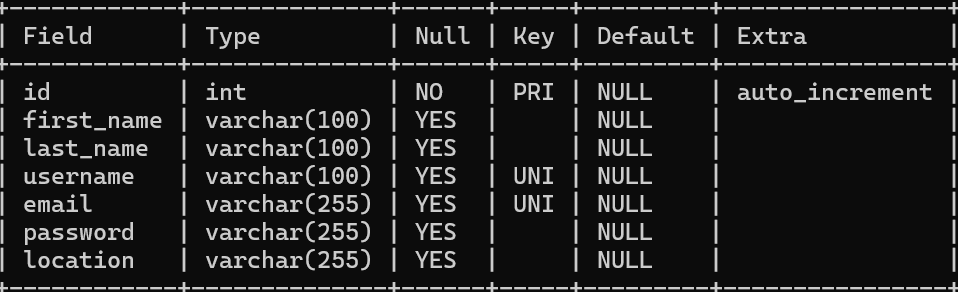 +------------+--------------+------+-----+---------+----------------+
| Field      | Type         | Null | Key | Default | Extra          |
+------------+--------------+------+-----+---------+----------------+
| id         | int          | NO   | PRI | NULL    | auto_increment |
| first_name | varchar(100) | YES  |     | NULL    |                |
| last_name  | varchar(100) | YES  |     | NULL    |                |
| username   | varchar(100) | YES  | UNI | NULL    |                |
| email      | varchar(255) | YES  | UNI | NULL    |                |
| password   | varchar(255) | YES  |     | NULL    |                |
| location   | varchar(255) | YES  |     | NULL    |                |
+------------+--------------+------+-----+---------+----------------+